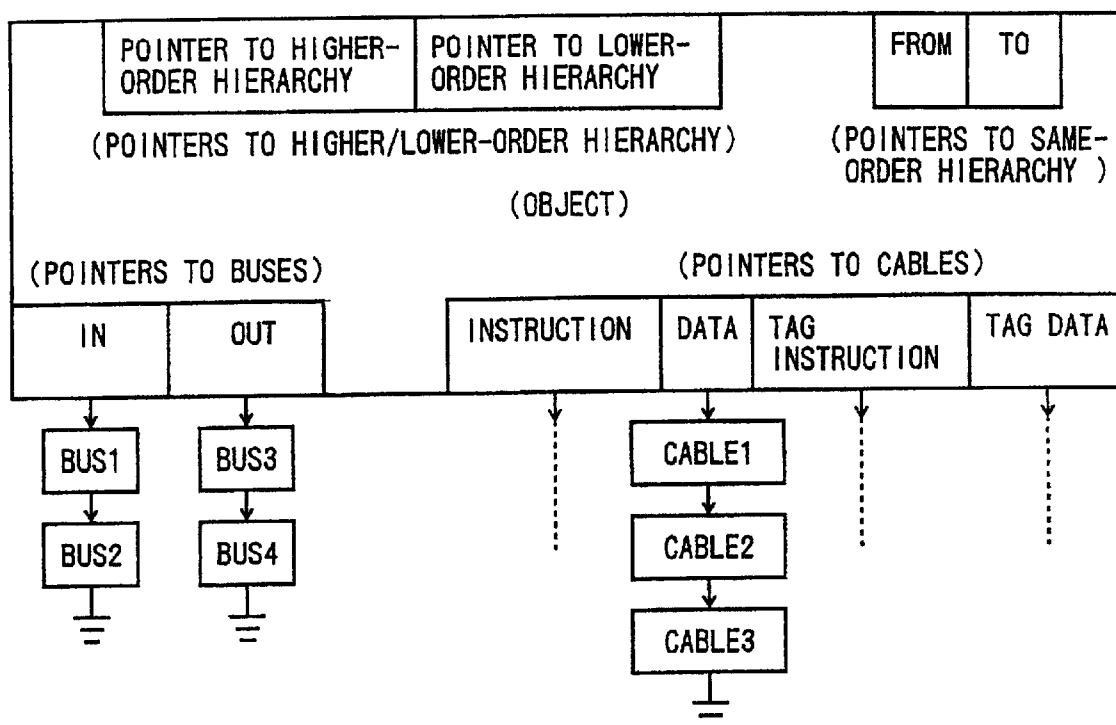 POINTER TO HIGHER-
ORDER HIERARCHY
POINTER TO LOWER-
ORDER HIERARCHY
FROM
TO
(POINTERS TO HIGHER/LOWER-ORDER HIERARCHY)
(POINTERS TO SAME-
ORDER HIERARCHY )
(OBJECT)
(POINTERS TO BUSES)
(POINTERS TO CABLES)
IN
OUT
INSTRUCTION
DATA
TAG
INSTRUCTION
TAG DATA
BUS1
BUS3
CABLE1
BUS2
BUS4
CABLE2
CABLE3